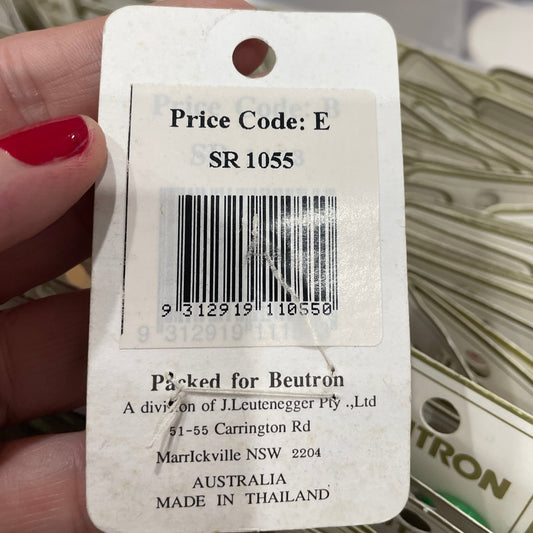 Price Code: E
SR 1055
9 312919 110550
Packed for Beutron
A division of J.Leutenegger Pty .,Ltd
51-55 Carrington Rd
MarrIckville NSW 2204
AUSTRALIA
MADE IN THAILAND
UTRON